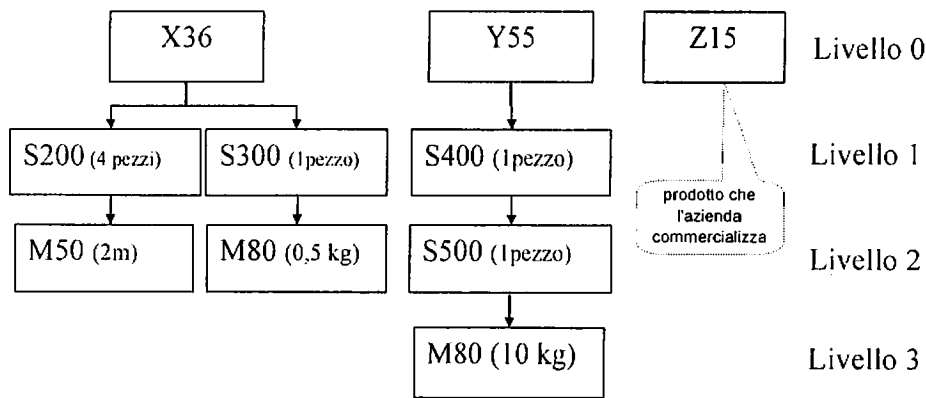 X36
Y55
Z15
Livello 0
S200 (4 pezzi)
S300 (1pezzo)
S400 (1pezzo)
Livello 1
prodotto che
l'azienda
commercializza
M50 (2m)
M80 (0,5 kg)
S500 (1pezzo)
Livello 2
M80 (10 kg)
Livello 3